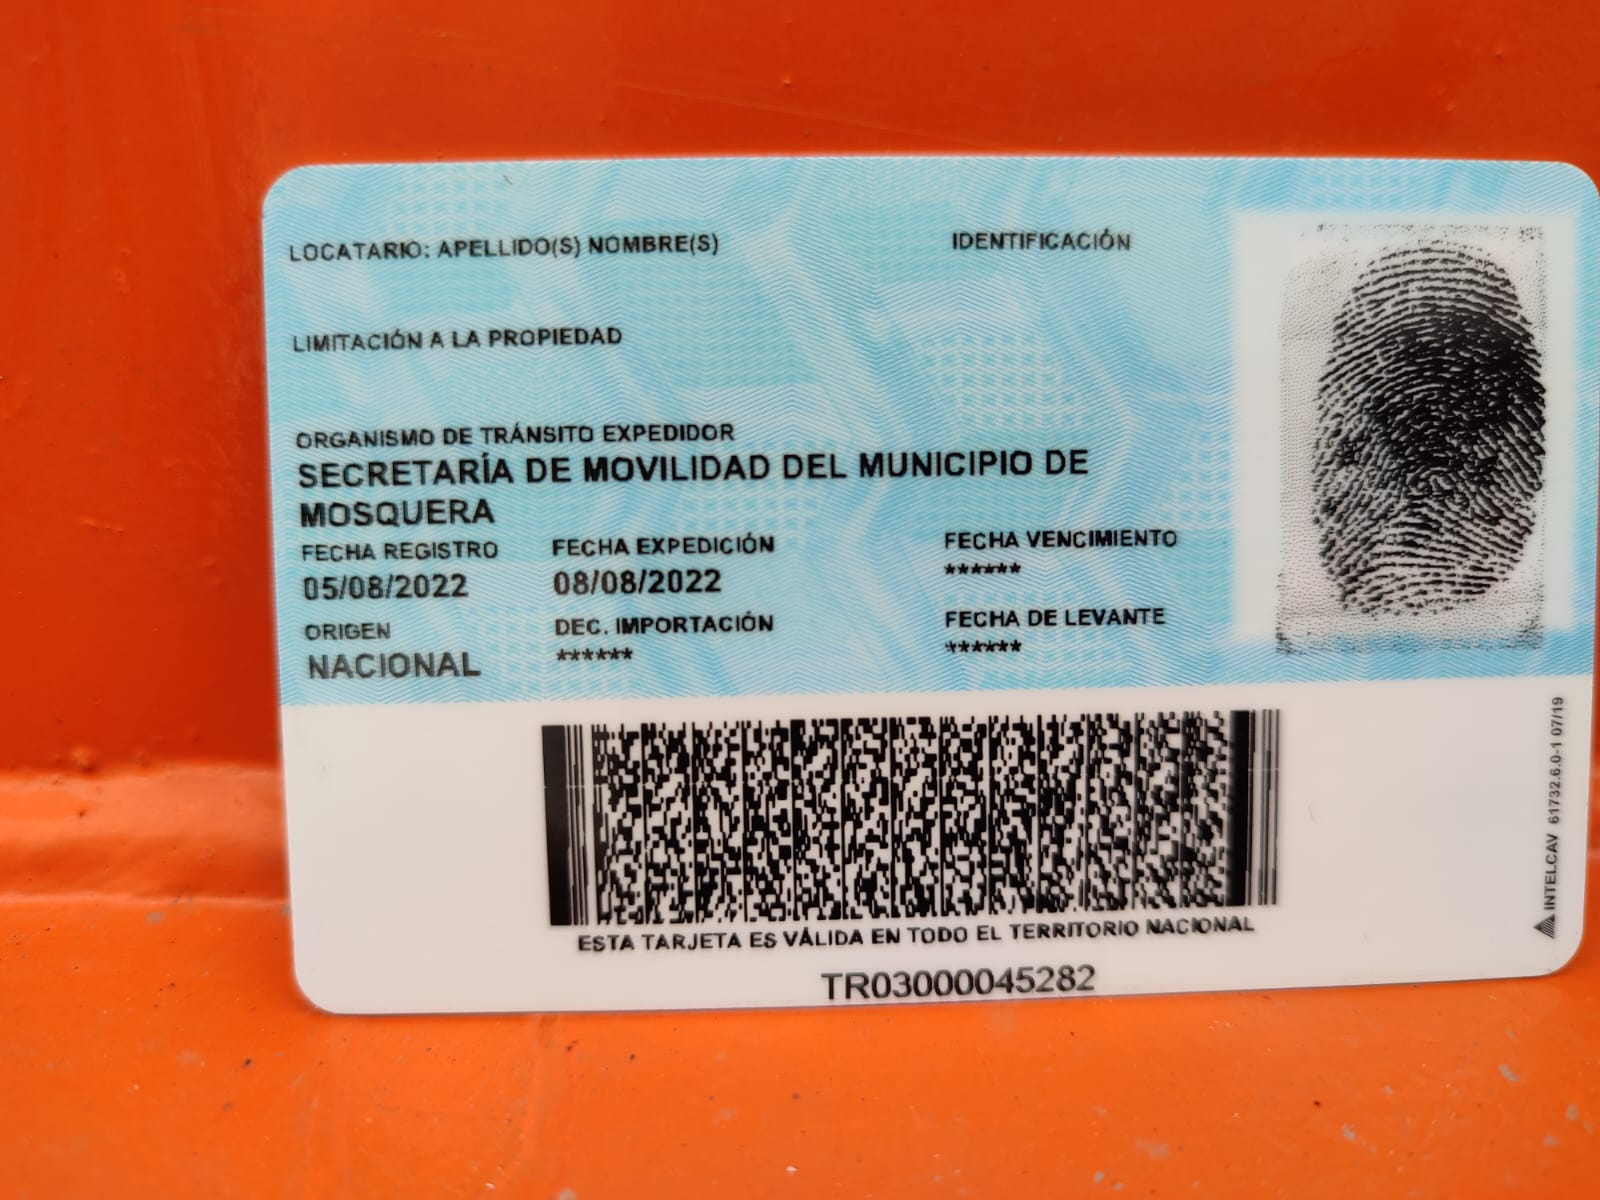 LOCATARIO: APELLIDO(S) NOMBRE(S) IDENTIFICACIÓN
LIMITACIÓN A LA PROPIEDAD
ORGANISMO DE TRÁNSITO EXPEDIDOR
SECRETARÍA DE MOVILIDAD DEL MUNICIPIO DE
MOSQUERA
FECHA REGISTRO FECHA EXPEDICIÓN FECHA VENCIMIENTO
05/08/2022 08/08/2022 ******
ORIGEN DEC. IMPORTACIÓN FECHA DE LEVANTE
NACIONAL ****** ******
ESTA TARJETA ES VÁLIDA EN TODO EL TERRITORIO NACIONAL
TR03000045282
INTELCAV 61732.6.0-1 07/19